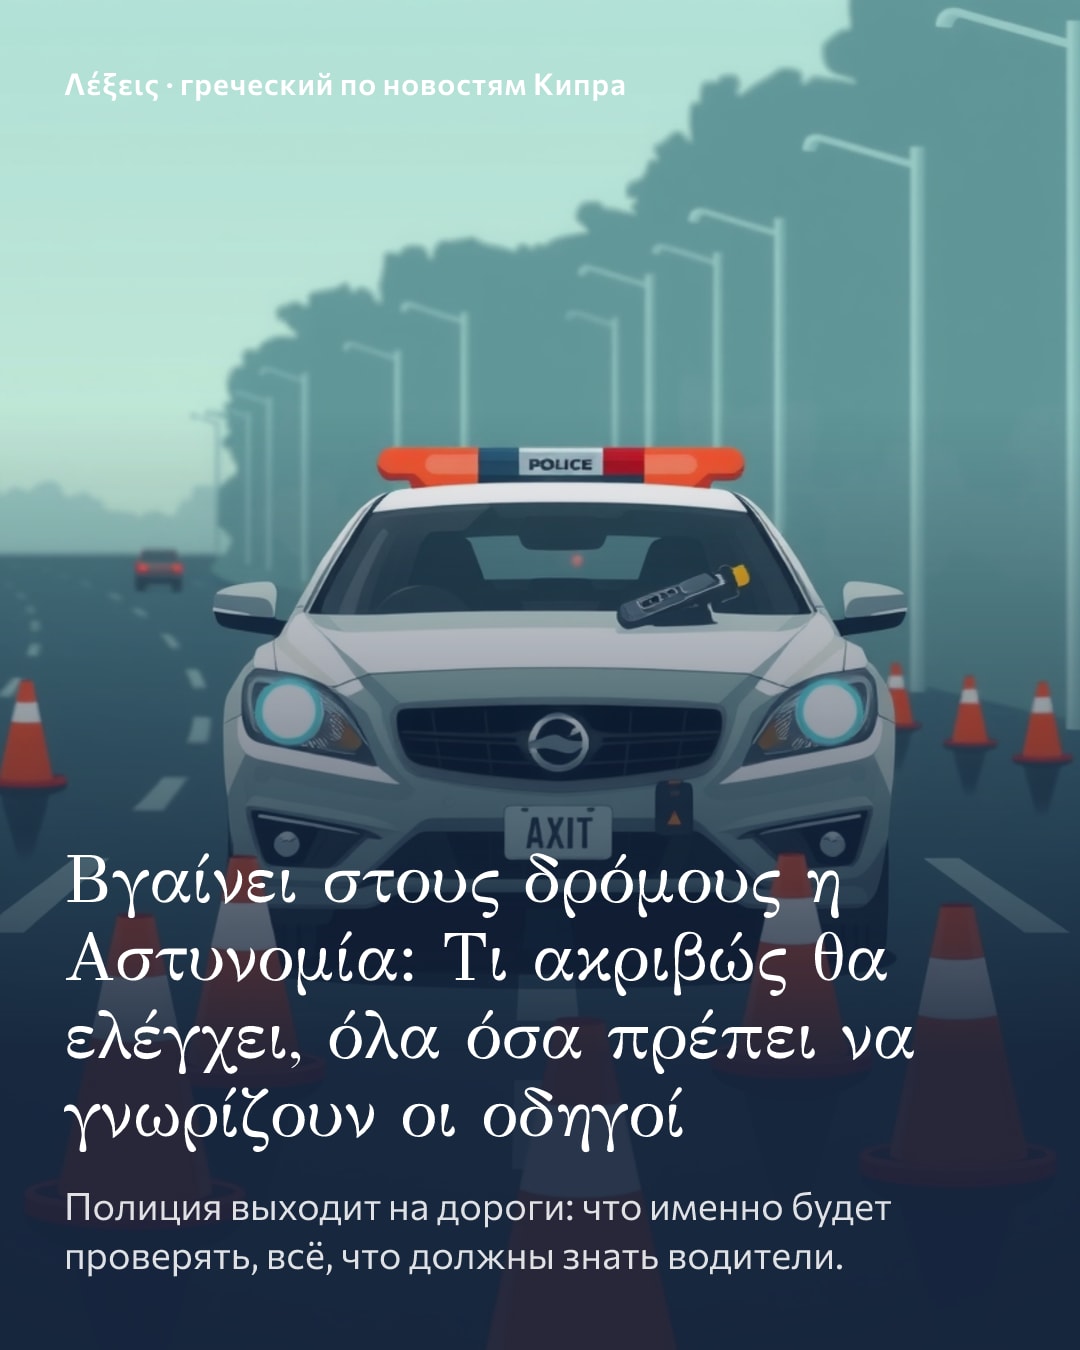 Λέξεις · греческий по новостям Кипра
POLICE
AXIT
Βγαίνει στους δρόμους η
Αστυνομία: Τι ακριβώς θα
ελέγχει, όλα όσα πρέπει να
γνωρίζουν οι οδηγοί
Полиция выходит на дороги: что именно будет
проверять, всё, что должны знать водители.